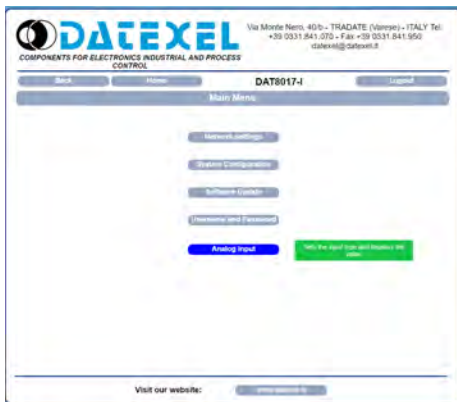 DATEXEL
COMPONENTS FOR ELECTRONICS INDUSTRIAL AND PROCESS
CONTROL
Via Monte Nero, 40/b - TRADATE (Varese) - ITALY Tel.
+39 0331.841.070 - Fax +39 0331.841.950
datexel@datexel.it
Back
Home
DAT8017-I
Logout
Main Menu
Network Settings
System Configuration
Software Update
Username and Password
Analog Input
Visit our website: